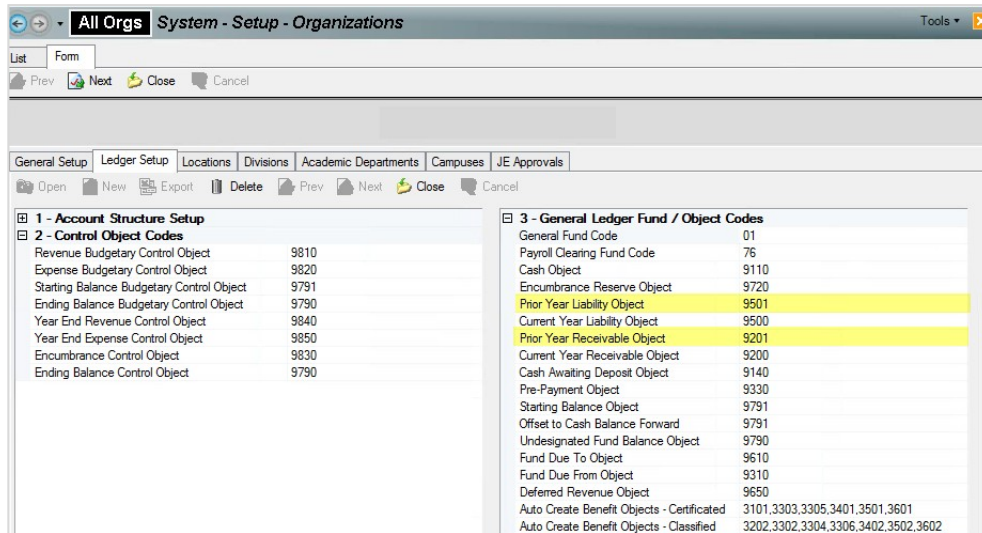 All Orgs System - Setup - Organizations Tools
List Form
Prev Next Close Cancel
General Setup Ledger Setup Locations Divisions Academic Departments Campuses JE Approvals
Open New Export Delete Prev Next Close Cancel
1 - Account Structure Setup
2 - Control Object Codes
Revenue Budgetary Control Object 9810
Expense Budgetary Control Object 9820
Starting Balance Budgetary Control Object 9791
Ending Balance Budgetary Control Object 9790
Year End Revenue Control Object 9840
Year End Expense Control Object 9850
Encumbrance Control Object 9830
Ending Balance Control Object 9790
3 - General Ledger Fund / Object Codes
General Fund Code 01
Payroll Clearing Fund Code 76
Cash Object 9110
Encumbrance Reserve Object 9720
Prior Year Liability Object 9501
Current Year Liability Object 9500
Prior Year Receivable Object 9201
Current Year Receivable Object 9200
Cash Awaiting Deposit Object 9140
Pre-Payment Object 9330
Starting Balance Object 9791
Offset to Cash Balance Forward 9791
Undesignated Fund Balance Object 9790
Fund Due To Object 9610
Fund Due From Object 9310
Deferred Revenue Object 9650
Auto Create Benefit Objects - Certificated 3101,3303,3305,3401,3501,3601
Auto Create Benefit Objects - Classified 3202,3302,3304,3306,3402,3502,3602